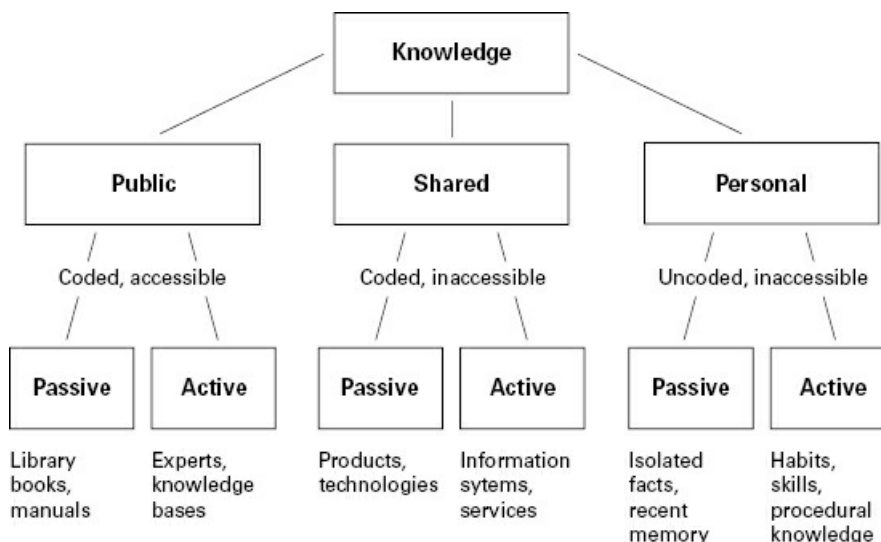 Knowledge
Public
Shared
Personal
Coded, accessible
Coded, inaccessible
Uncoded, inaccessible
Passive
Active
Passive
Active
Passive
Active
Library
books,
manuals
Experts,
knowledge
bases
Products,
technologies
Information
sytems,
services
Isolated
facts,
recent
memory
Habits,
skills,
procedural
knowledge